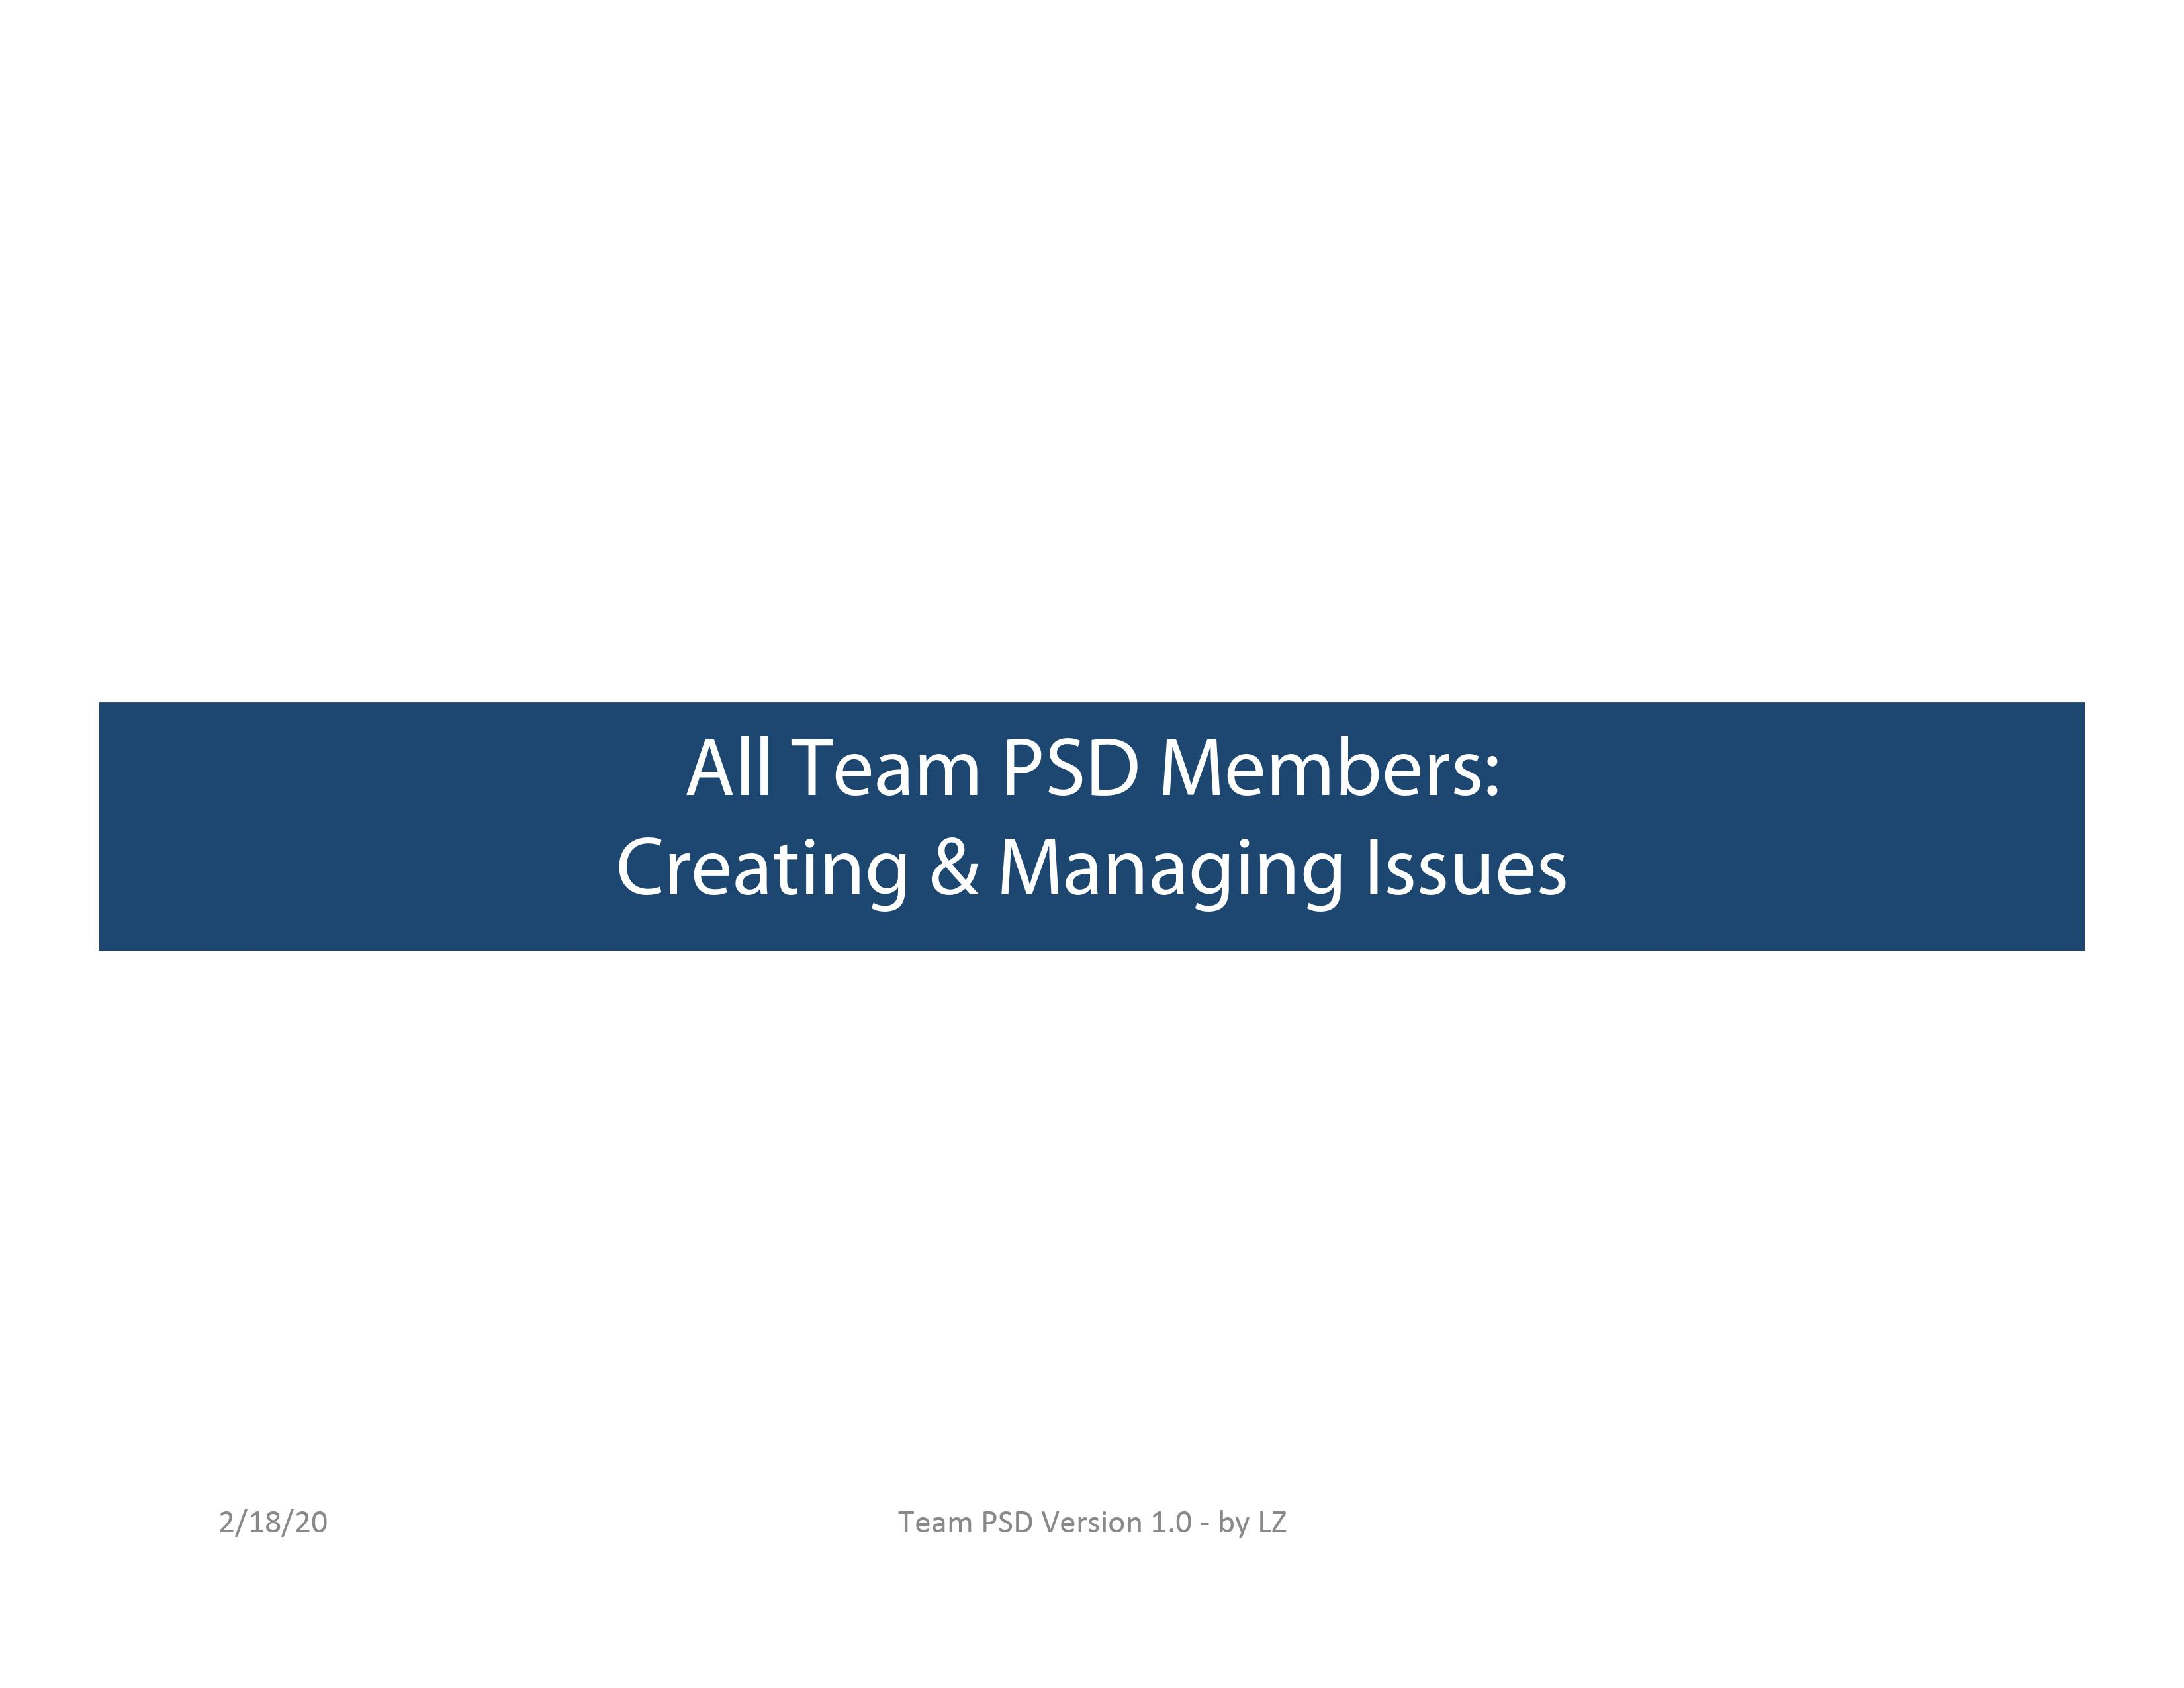 All Team PSD Members:
Creating & Managing Issues
2/18/20
Team PSD Version 1.0 - by LZ